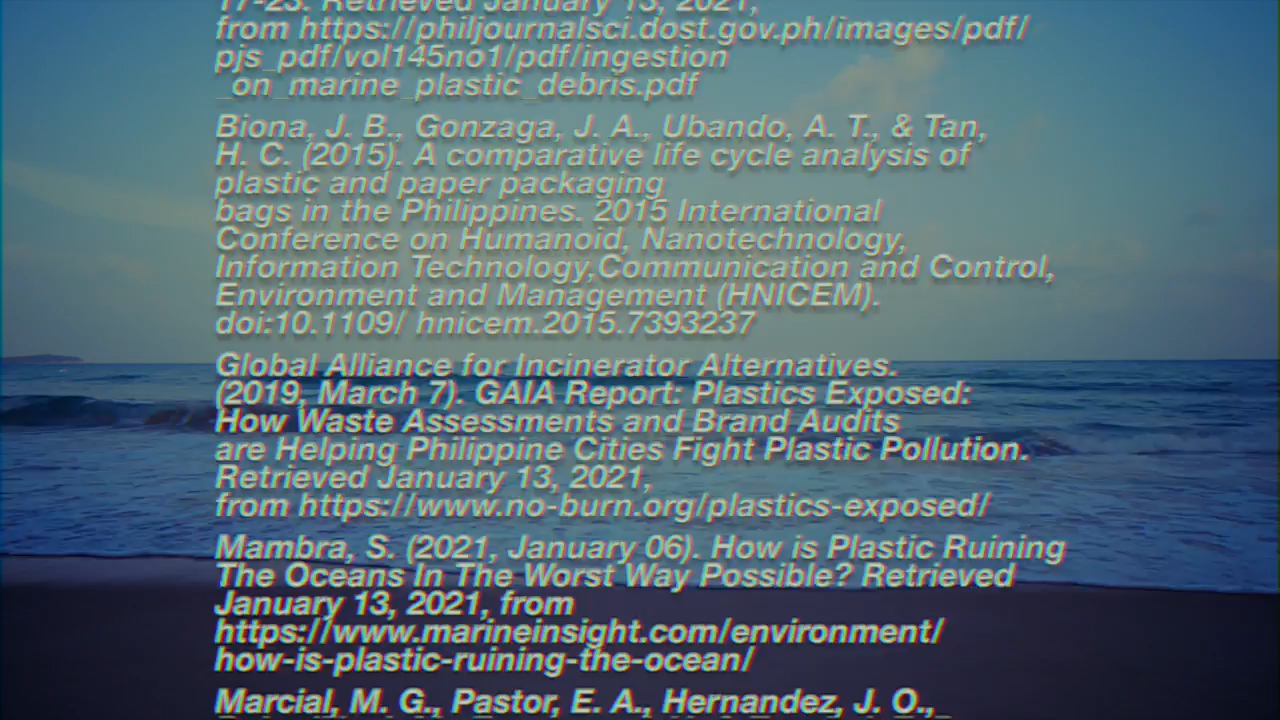 17-23. Retrieved January 13, 2021,
from https://philjournalsci.dost.gov.ph/images/pdf/
pjs_pdf/vol145no1/pdf/ingestion
_on_marine_plastic_debris.pdf
Biona, J. B., Gonzaga, J. A., Ubando, A. T., & Tan,
H. C. (2015). A comparative life cycle analysis of
plastic and paper packaging
bags in the Philippines. 2015 International
Conference on Humanoid, Nanotechnology,
Information Technology,Communication and Control,
Environment and Management (HNICEM).
doi:10.1109/ hnicem.2015.7393237
Global Alliance for Incinerator Alternatives.
(2019, March 7). GAIA Report: Plastics Exposed:
How Waste Assessments and Brand Audits
are Helping Philippine Cities Fight Plastic Pollution.
Retrieved January 13, 2021,
from https://www.no-burn.org/plastics-exposed/
Mambra, S. (2021, January 06). How is Plastic Ruining
The Oceans In The Worst Way Possible? Retrieved
January 13, 2021, from
https://www.marineinsight.com/environment/
how-is-plastic-ruining-the-ocean/
Marcial, M. G., Pastor, E. A., Hernandez, J. O.,